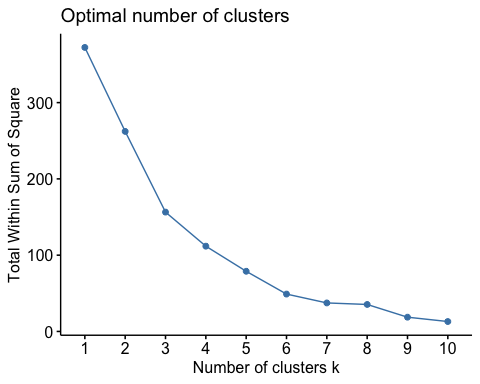 Optimal number of clusters
Total Within Sum of Square
300
200
100
0
1 2 3 4 5 6 7 8 9 10
Number of clusters k